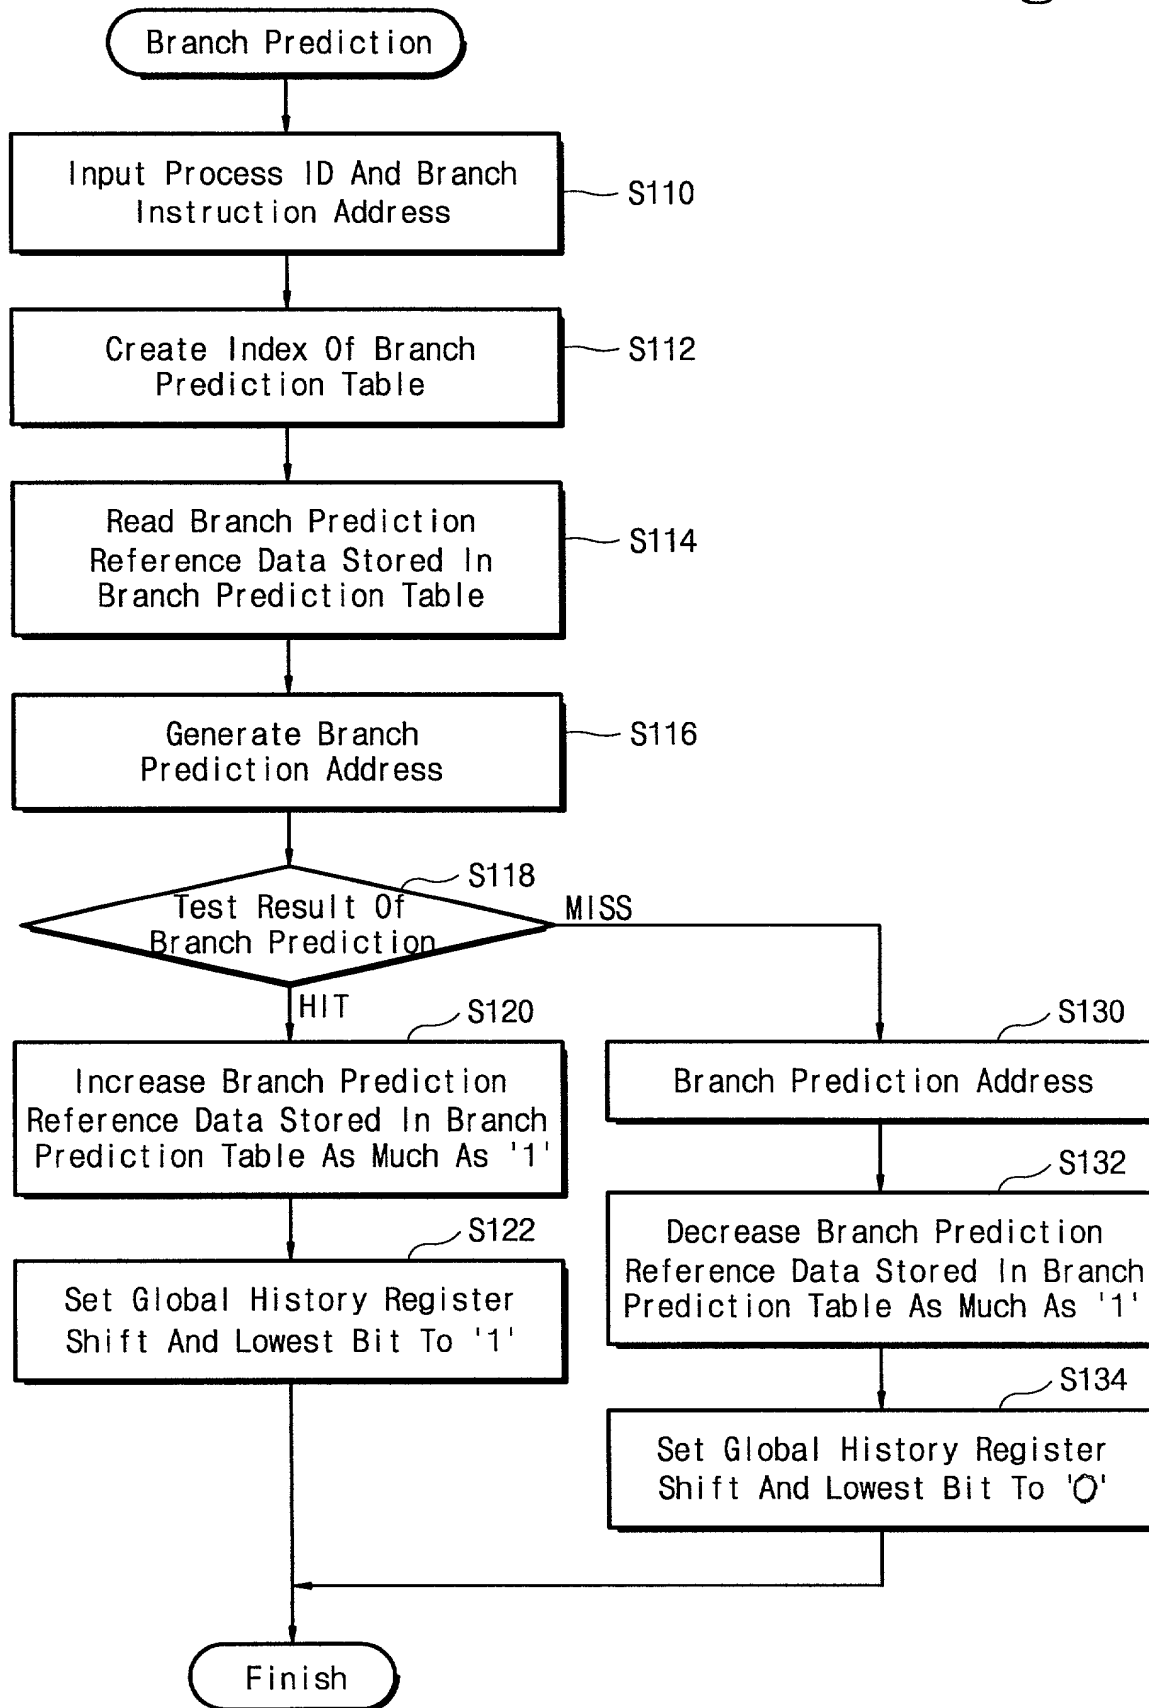 Branch Prediction
Input Process ID And Branch
Instruction Address
S110
Create Index Of Branch
Prediction Table
S112
Read Branch Prediction
Reference Data Stored In
Branch Prediction Table
S114
Generate Branch
Prediction Address
S116
S118
Test Result Of
Branch Prediction
MISS
HIT
S120
Increase Branch Prediction
Reference Data Stored In Branch
Prediction Table As Much As '1'
S122
Set Global History Register
Shift And Lowest Bit To '1'
S130
Branch Prediction Address
S132
Decrease Branch Prediction
Reference Data Stored In Branch
Prediction Table As Much As '1'
S134
Set Global History Register
Shift And Lowest Bit To '0'
Finish